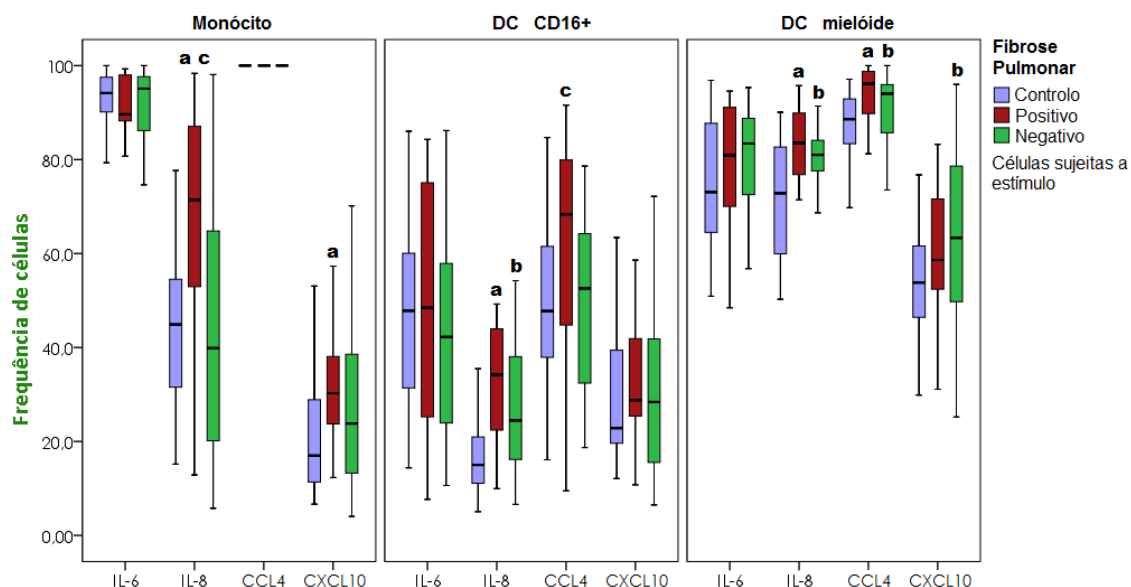 Monócito
DC CD16+
DC mielóide
Frequência de células
100
80,0
60,0
40,0
20,0
0,00
a c
a
a
b
c
a
b
a b
b
IL-6 IL-8 CCL4 CXCL10
IL-6 IL-8 CCL4 CXCL10
IL-6 IL-8 CCL4 CXCL10
Fibrose
Pulmonar
Controlo
Positivo
Negativo
Células sujeitas a
estímulo